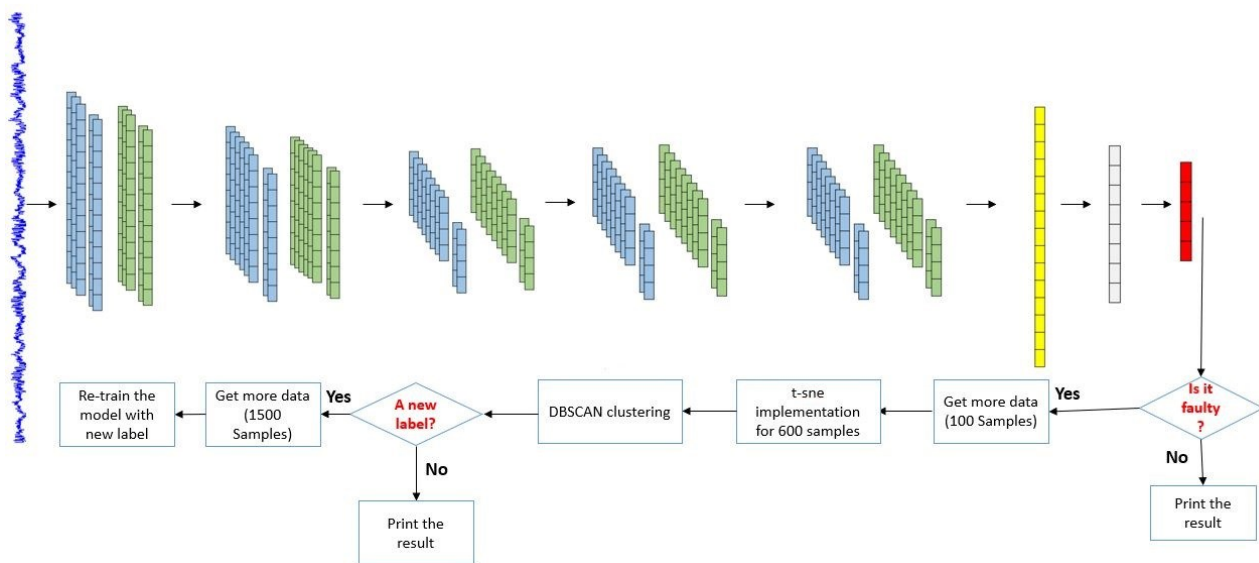 Is it
faulty
?
Yes
No
Print the
result
Get more data
(100 Samples)
t-sne
implementation
for 600 samples
DBSCAN clustering
A new
label?
Yes
No
Print the
result
Get more data
(1500
Samples)
Re-train the
model with
new label